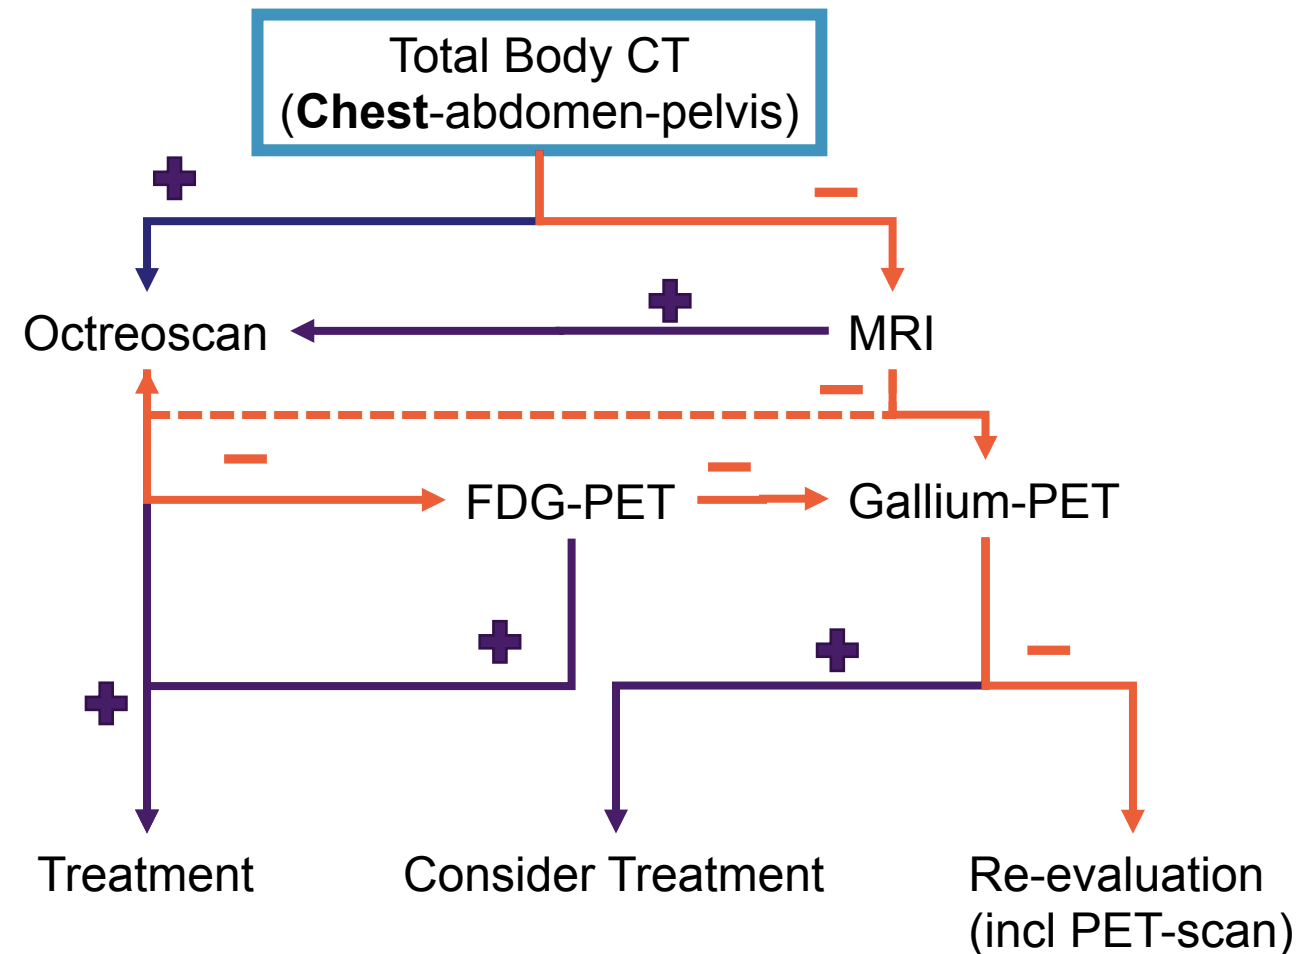 Total Body CT
(Chest-abdomen-pelvis)
Octreoscan
MRI
FDG-PET
Gallium-PET
Treatment
Consider Treatment
Re-evaluation
(incl PET-scan)